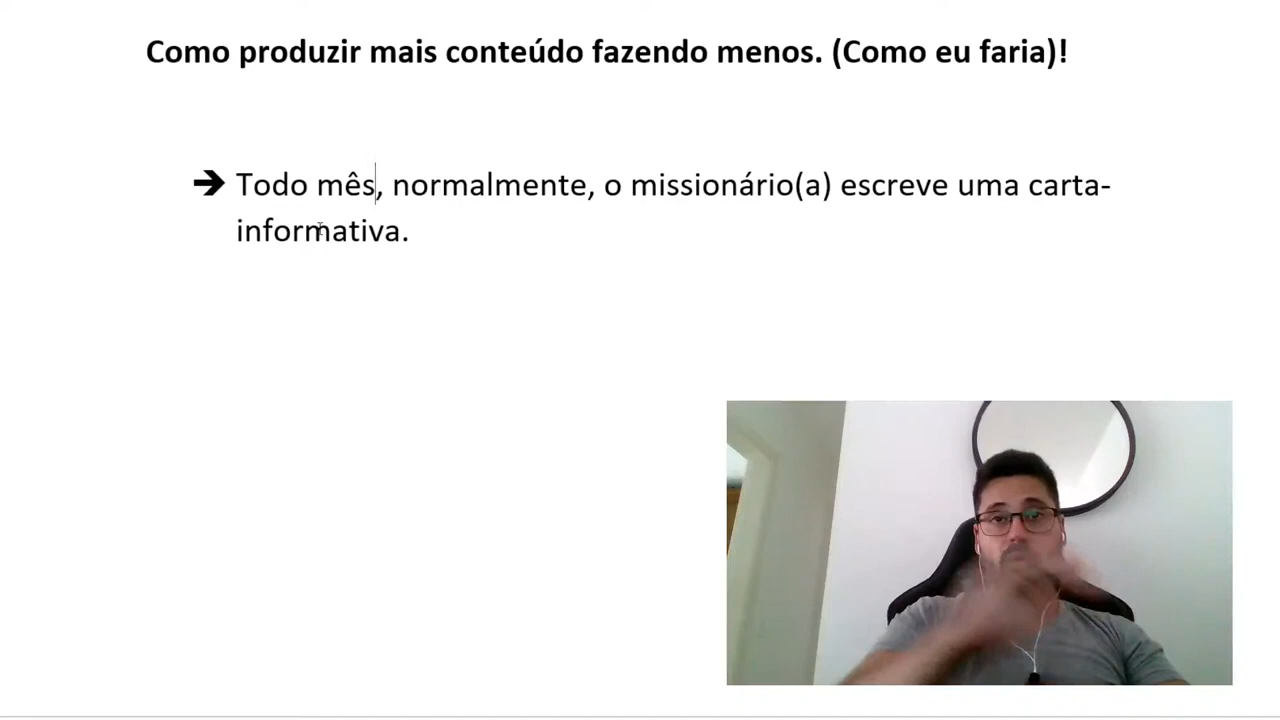 Como produzir mais conteúdo fazendo menos. (Como eu faria)!
➔ Todo mês, normalmente, o missionário(a) escreve uma carta-
informativa.